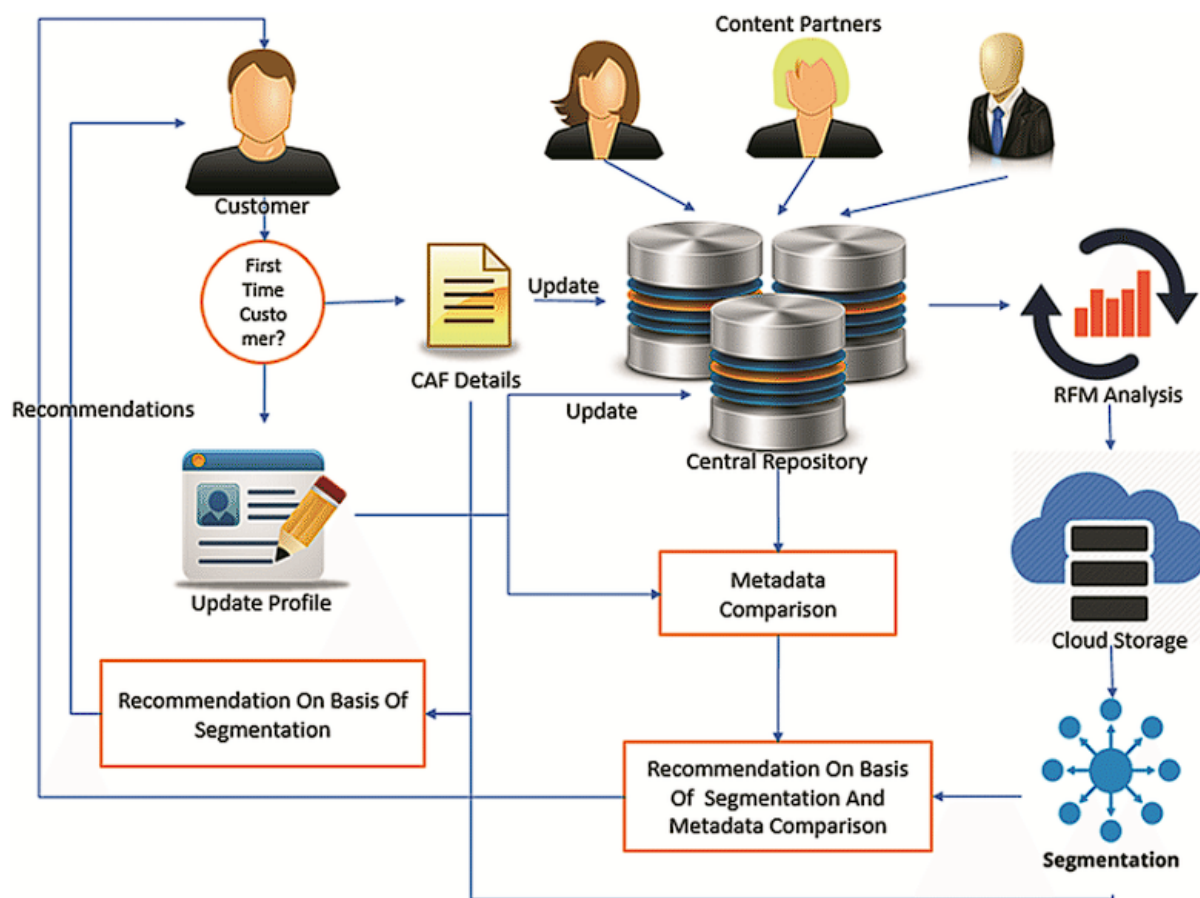 Content Partners
Customer
First
Time
Custo
mer?
Update
CAF Details
Update
Central Repository
RFM Analysis
Recommendations
Update Profile
Metadata
Comparison
Cloud Storage
Recommendation On Basis Of
Segmentation
Recommendation On Basis
Of Segmentation And
Metadata Comparison
Segmentation